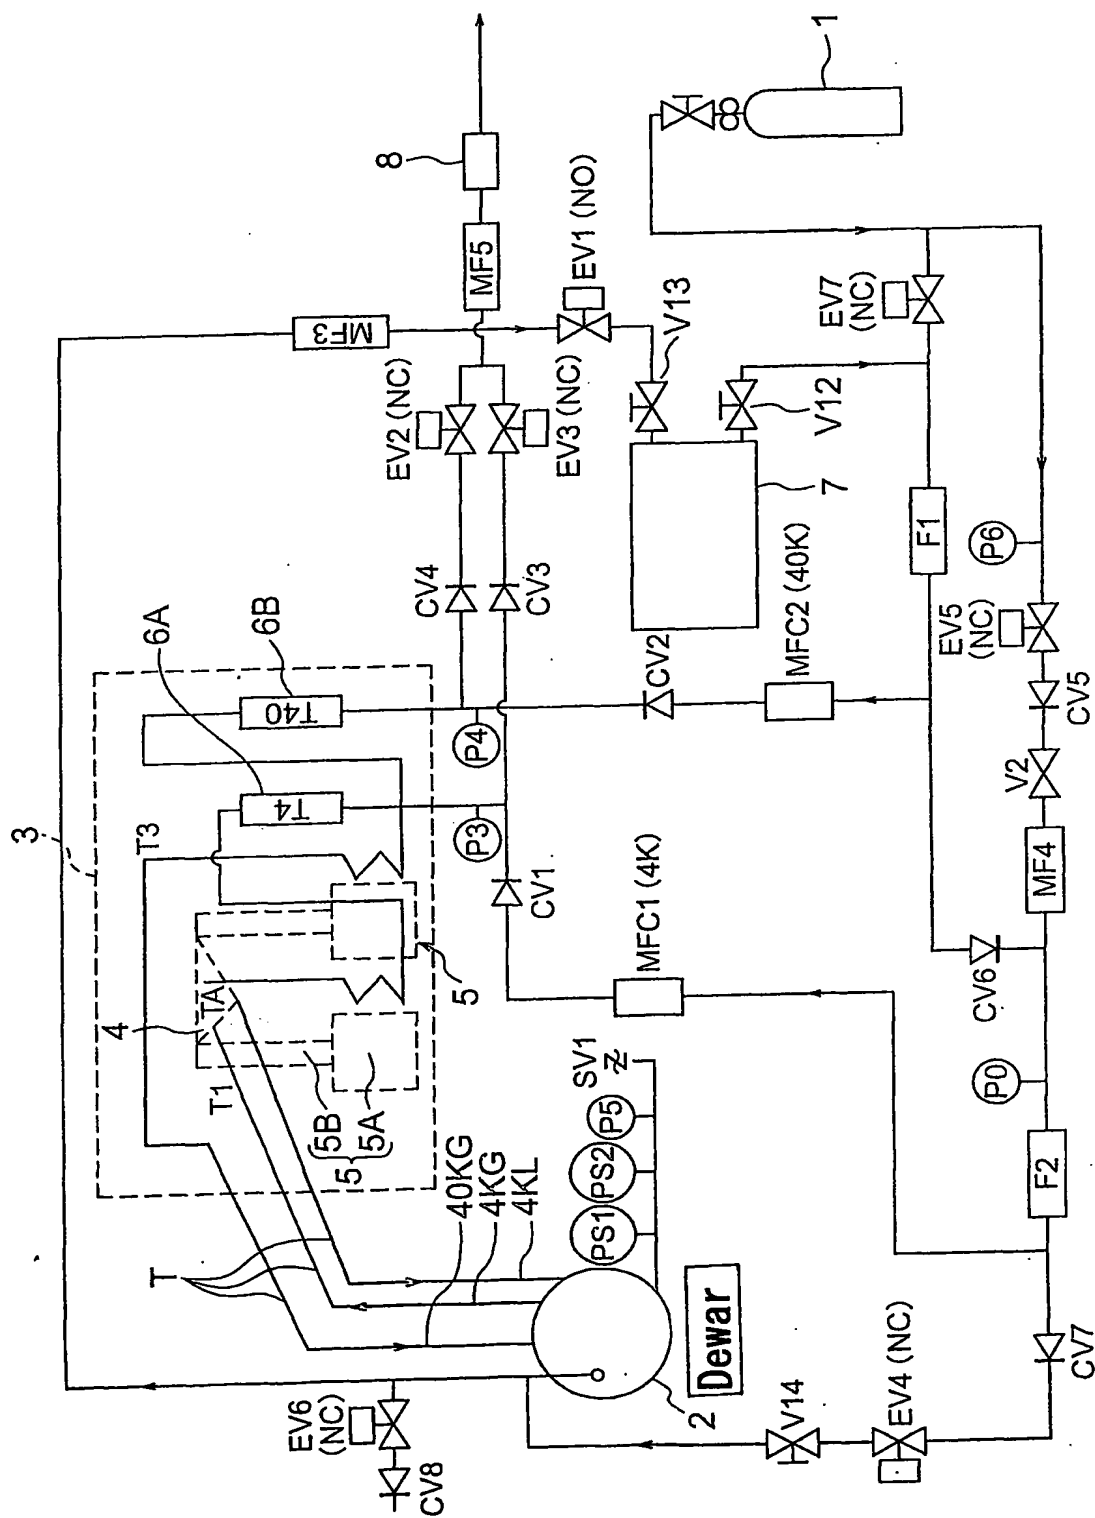 3
T3
6A
6B
T40
T4
4
TA
T1
5B
5A
5
5
T
40KG
4KG
4KL
P4
P3
CV4
CV3
EV2 (NC)
EV3 (NC)
MF3
MF5
8
EV1 (NO)
V13
V12
7
1
EV7
(NC)
F1
P6
EV5
(NC)
CV5
V2
MF4
CV6
P0
F2
CV7
EV4 (NC)
V14
CV2
MFC2 (40K)
CV1
MFC1 (4K)
PS1
PS2
P5
SV1
Dewar
2
EV6
(NC)
CV8